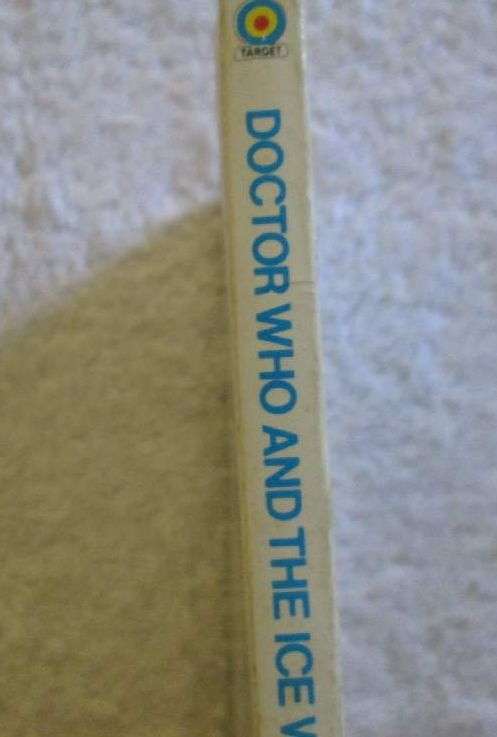 TARGET
DOCTOR WHO AND THE ICE W